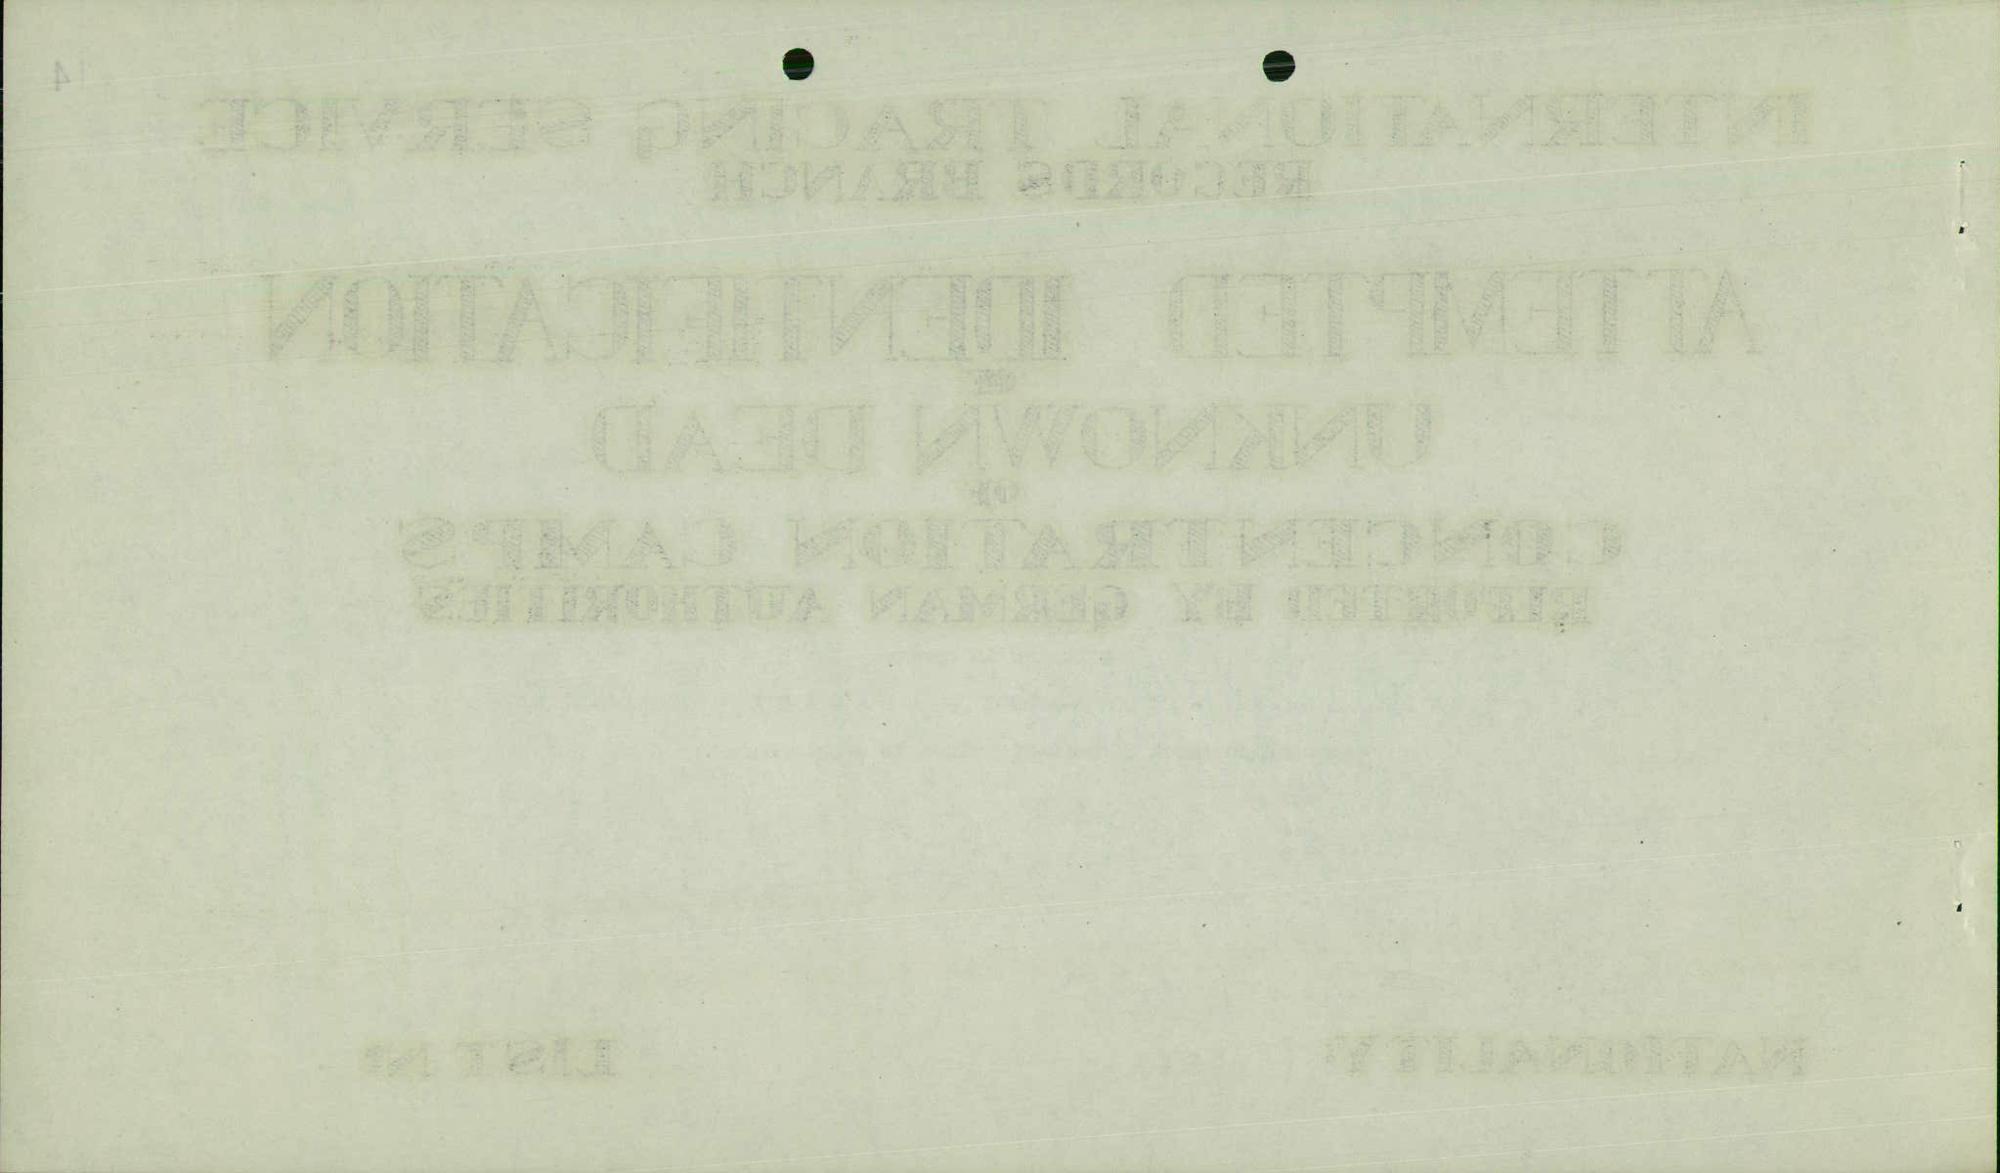 4
INTERNATIONAL TRACING SERVICE
RECORDS BRANCH
ATTEMPTED IDENTIFICATION
OF
UNKNOWN DEAD
OF
CONCENTRATION CAMPS
REPORTED BY GERMAN AUTHORITIES
NATIONALITY: LIST Nº